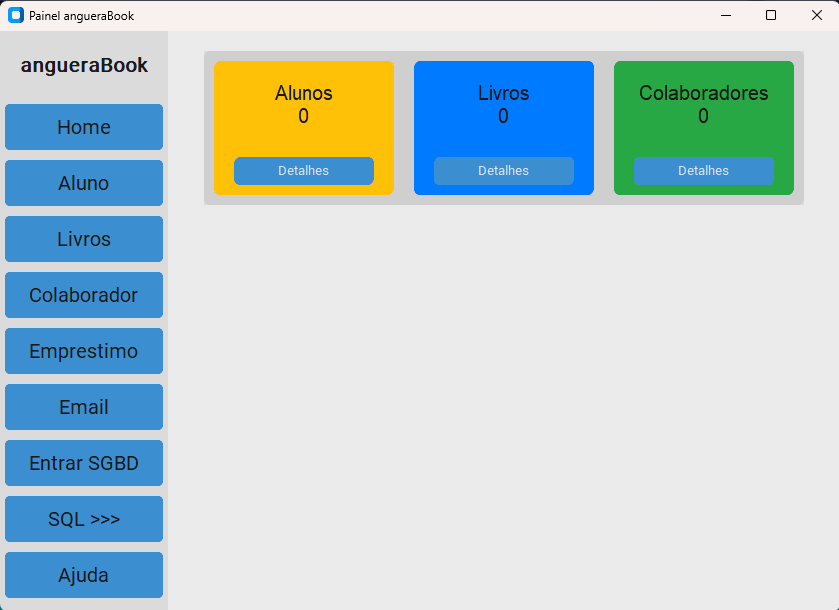 Painel angueraBook
angueraBook
Home
Aluno
Livros
Colaborador
Emprestimo
Email
Entrar SGBD
SQL >>>
Ajuda
Alunos
0
Detalhes
Livros
0
Detalhes
Colaboradores
0
Detalhes